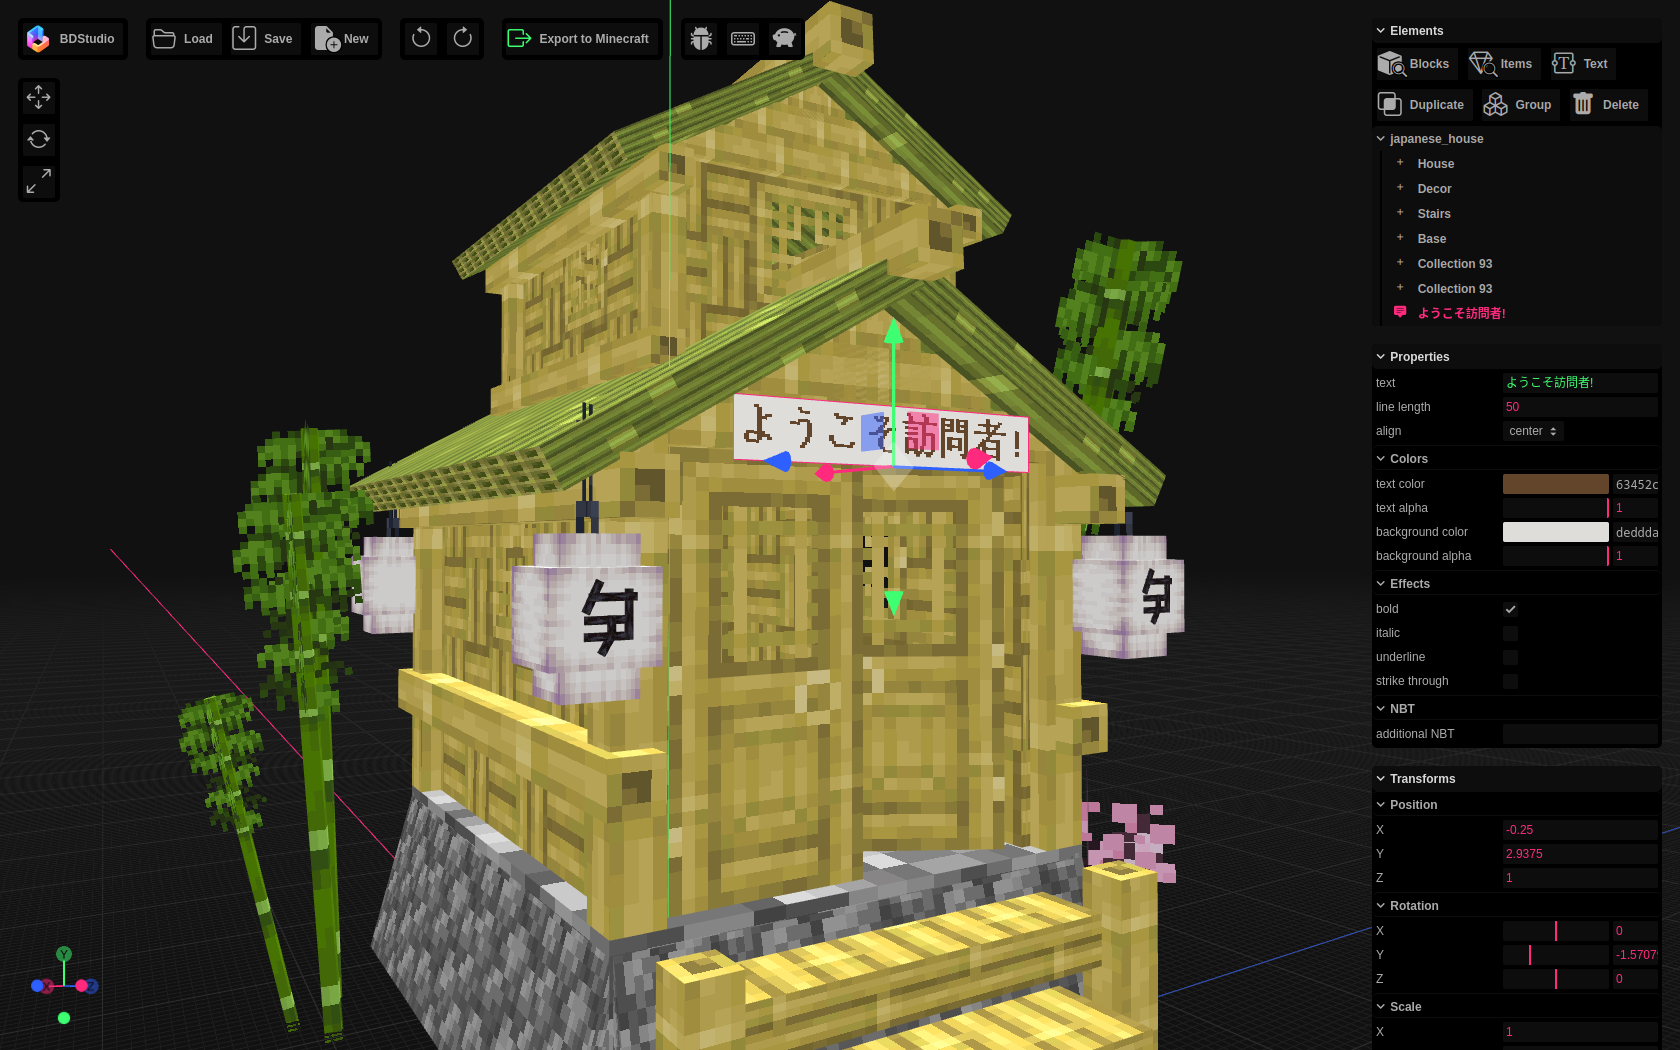 BDStudio
Load
Save
New
Export to Minecraft
Elements
Blocks
Items
Text
Duplicate
Group
Delete
japanese_house
House
Decor
Stairs
Base
Collection 93
Collection 93
ようこそ訪問者!
Properties
text ようこそ訪問者!
line length 50
align center
Colors
text color 63452c
text alpha 1
background color deddda
background alpha 1
Effects
bold
italic
underline
strike through
NBT
additional NBT
Transforms
Position
X -0.25
Y 2.9375
Z 1
Rotation
X 0
Y -1.5707
Z 0
Scale
X 1
ようこそ訪問者!
Y
X
Z